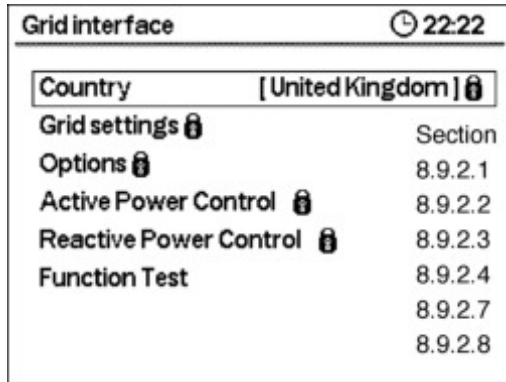 Grid interface 22:22
Country [ United Kingdom ]
Grid settings
Section
Options
8.9.2.1
Active Power Control
8.9.2.2
Reactive Power Control
8.9.2.3
Function Test
8.9.2.4
8.9.2.7
8.9.2.8